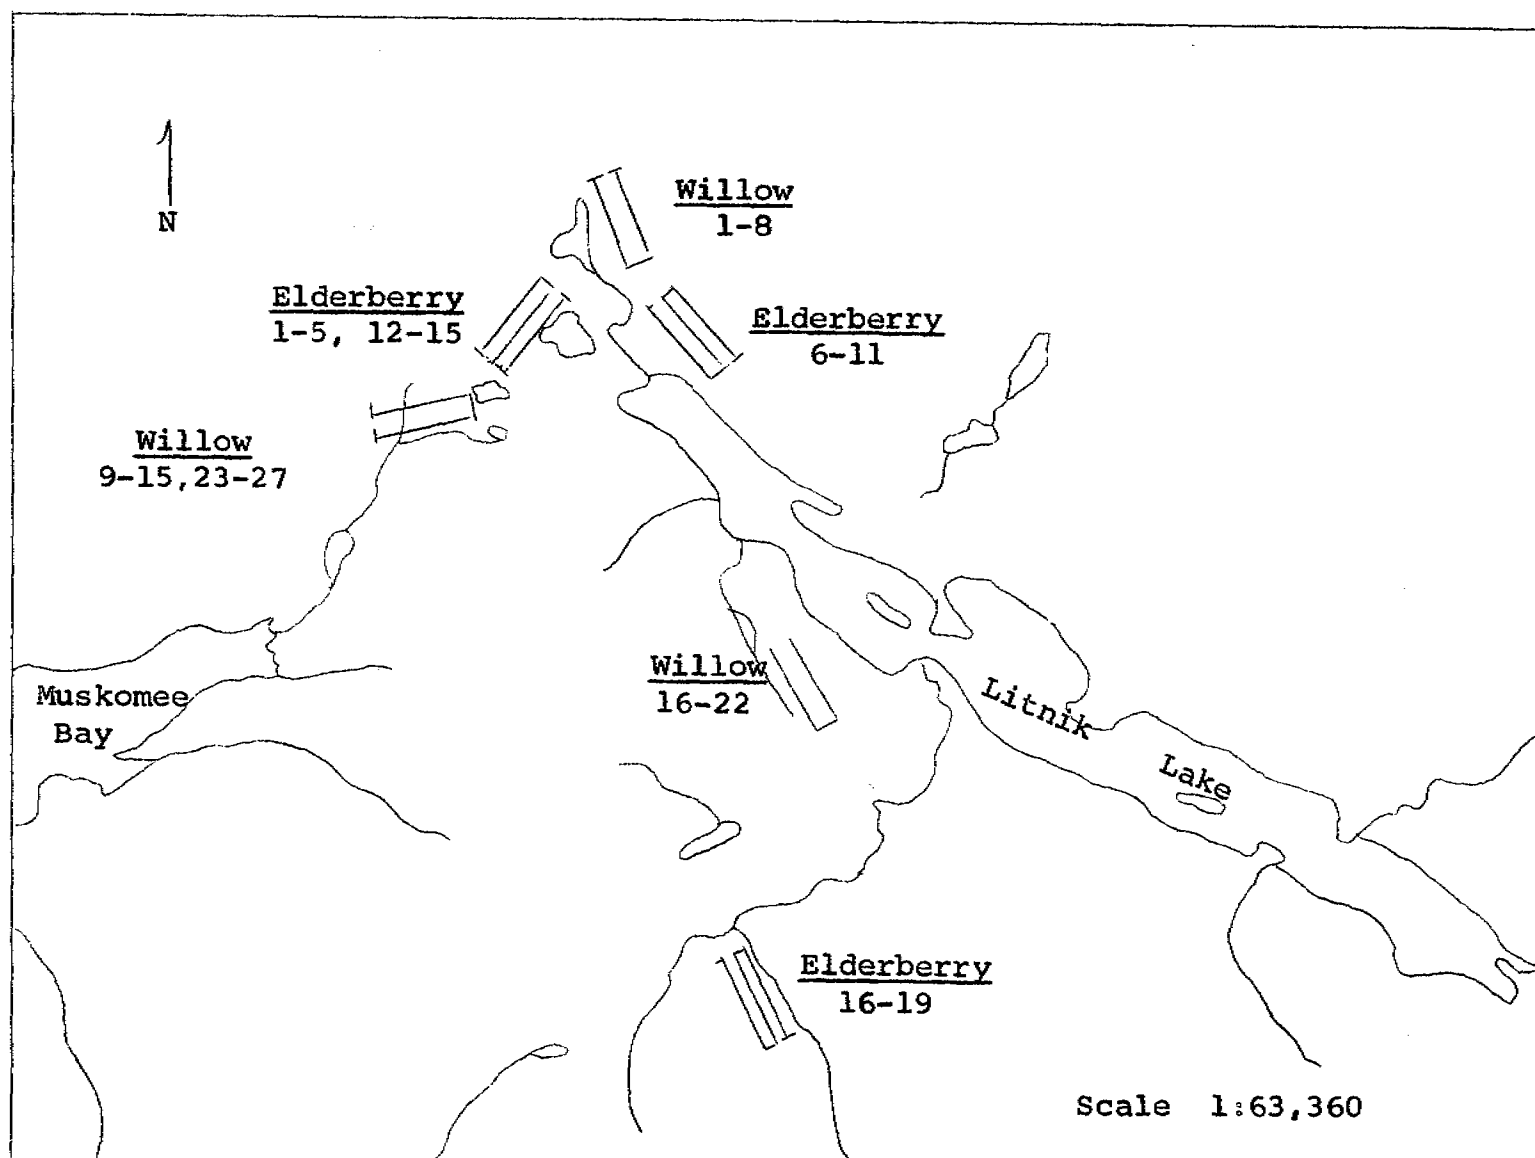 N
Willow
1-8
Elderberry
1-5, 12-15
Elderberry
6-11
Willow
9-15,23-27
Willow
16-22
Muskomee
Bay
Litnik
Lake
Elderberry
16-19
Scale 1:63,360